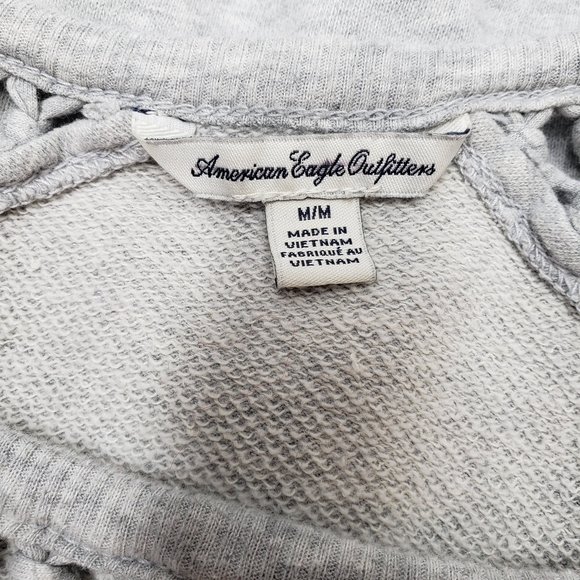 American Eagle Outfitters
M/M
MADE IN
VIETNAM
FABRIQUÉ AU
VIETNAM